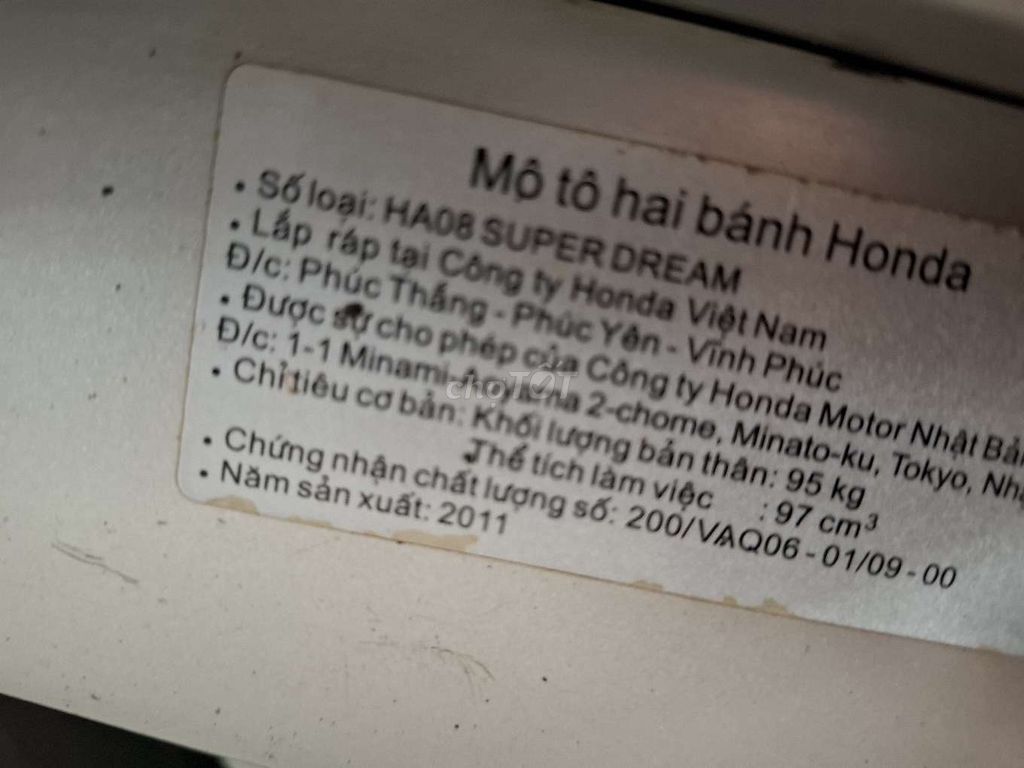 Mô tô hai bánh Honda
• Số loại: HA08 SUPER DREAM
• Lắp ráp tại Công ty Honda Việt Nam
Đ/c: Phúc Thắng - Phúc Yên - Vĩnh Phúc
• Được sự cho phép của Công ty Honda Motor Nhật Bản
Đ/c: 1-1 Minami-Aoyama 2-chome, Minato-ku, Tokyo, Nhậ
• Chỉ tiêu cơ bản: Khối lượng bản thân: 95 kg
Thể tích làm việc : 97 cm³
• Chứng nhận chất lượng số: 200/VAQ06 - 01/09 - 00
• Năm sản xuất: 2011
chợTỐT